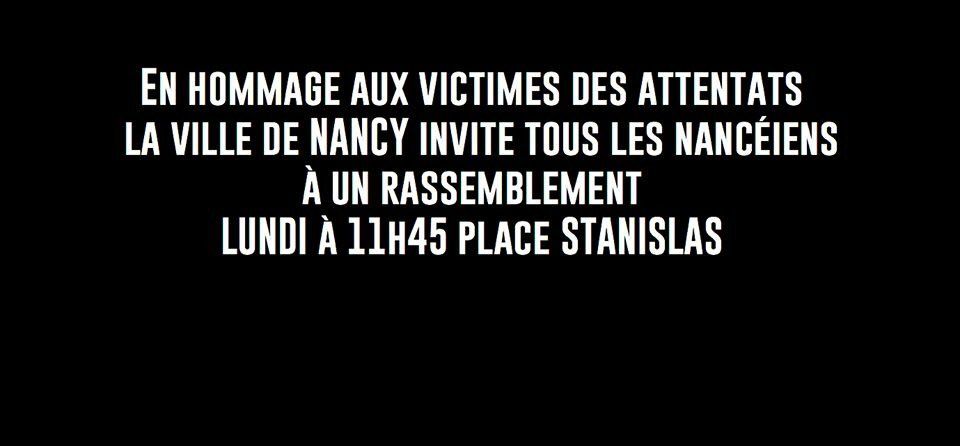 En hommage aux victimes des attentats
la ville de NANCY invite tous les nancéiens
à un rassemblement
LUNDI à 11h45 place STANISLAS